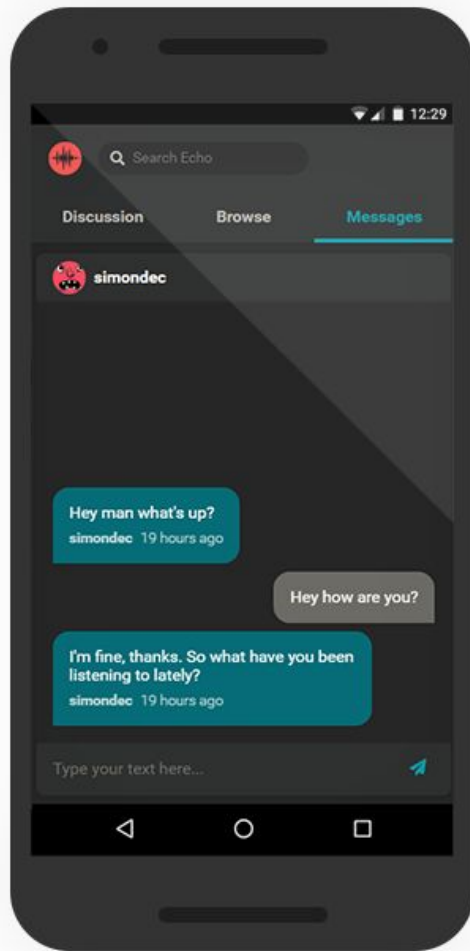 12:29
Search Echo
Discussion Browse Messages
simondec
Hey man what's up?
simondec 19 hours ago
Hey how are you?
I'm fine, thanks. So what have you been
listening to lately?
simondec 19 hours ago
Type your text here...